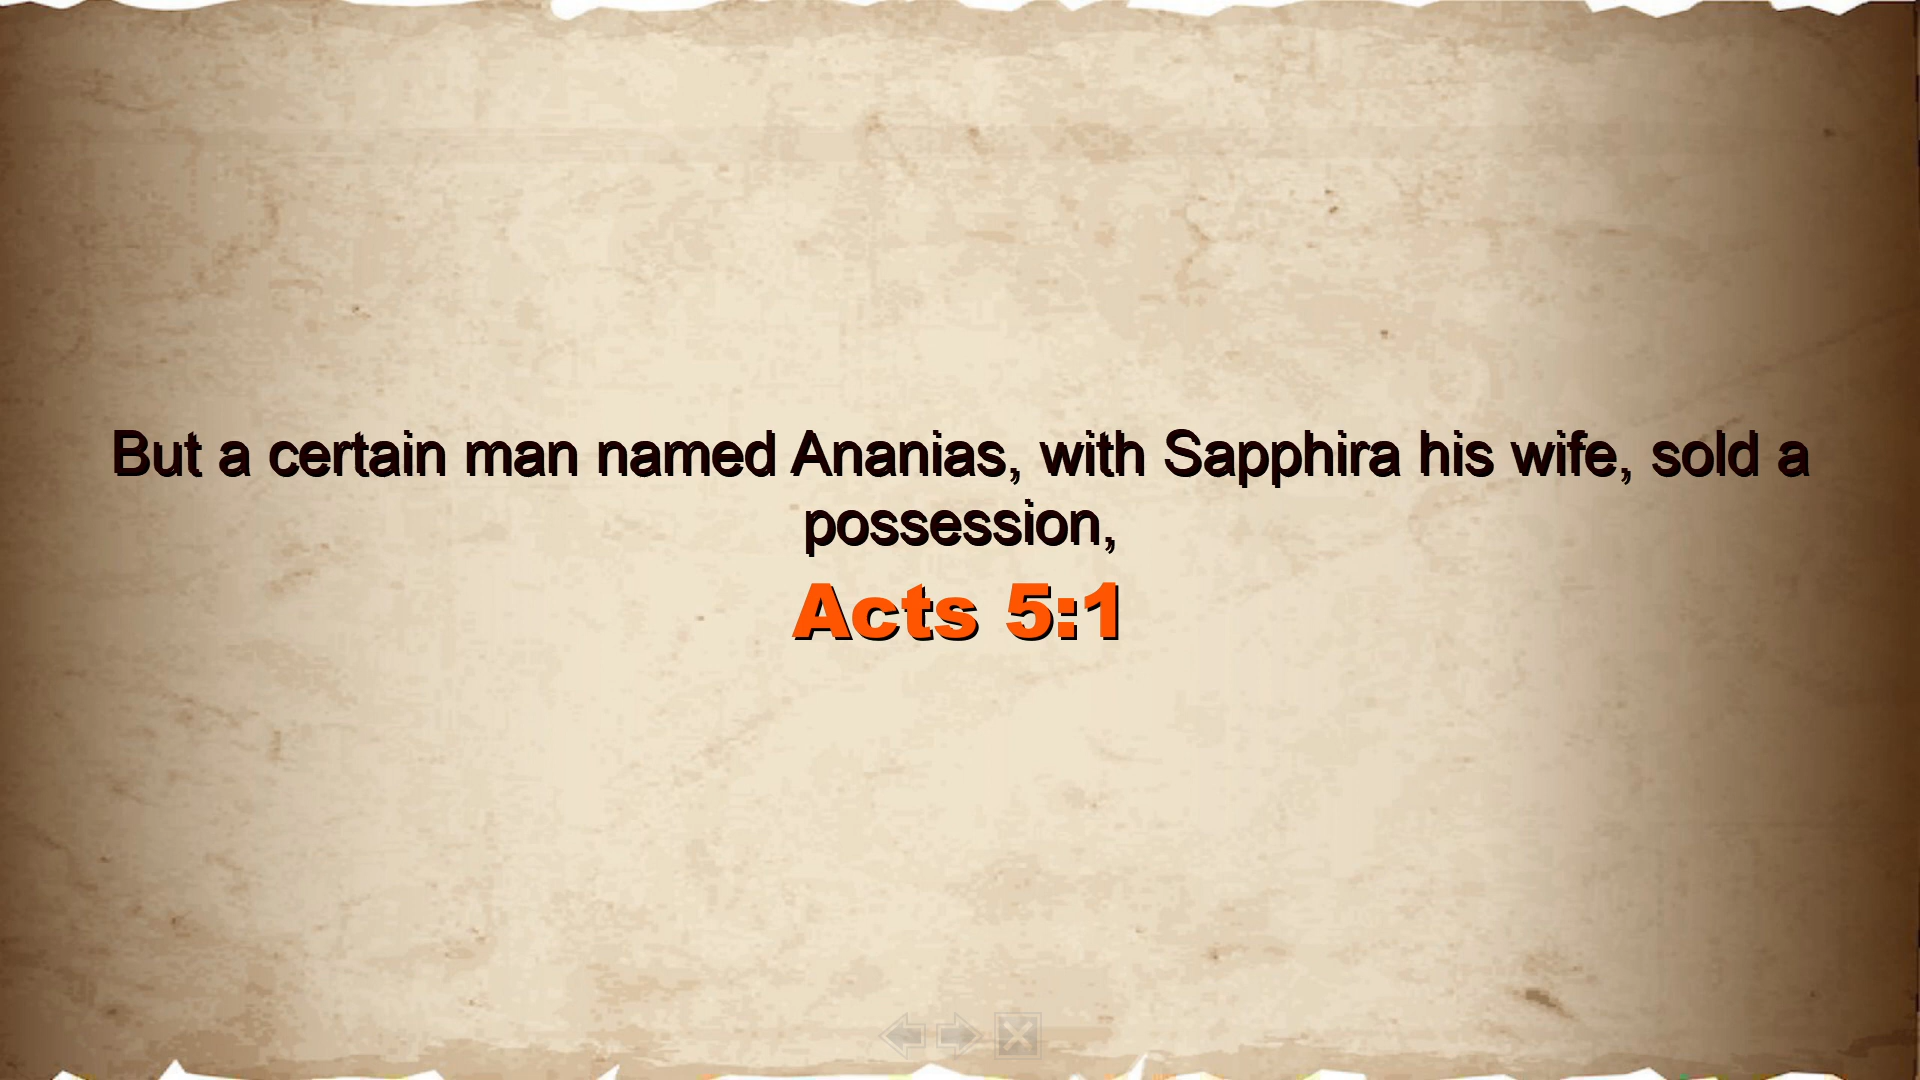 But a certain man named Ananias, with Sapphira his wife, sold a
possession,
Acts 5:1